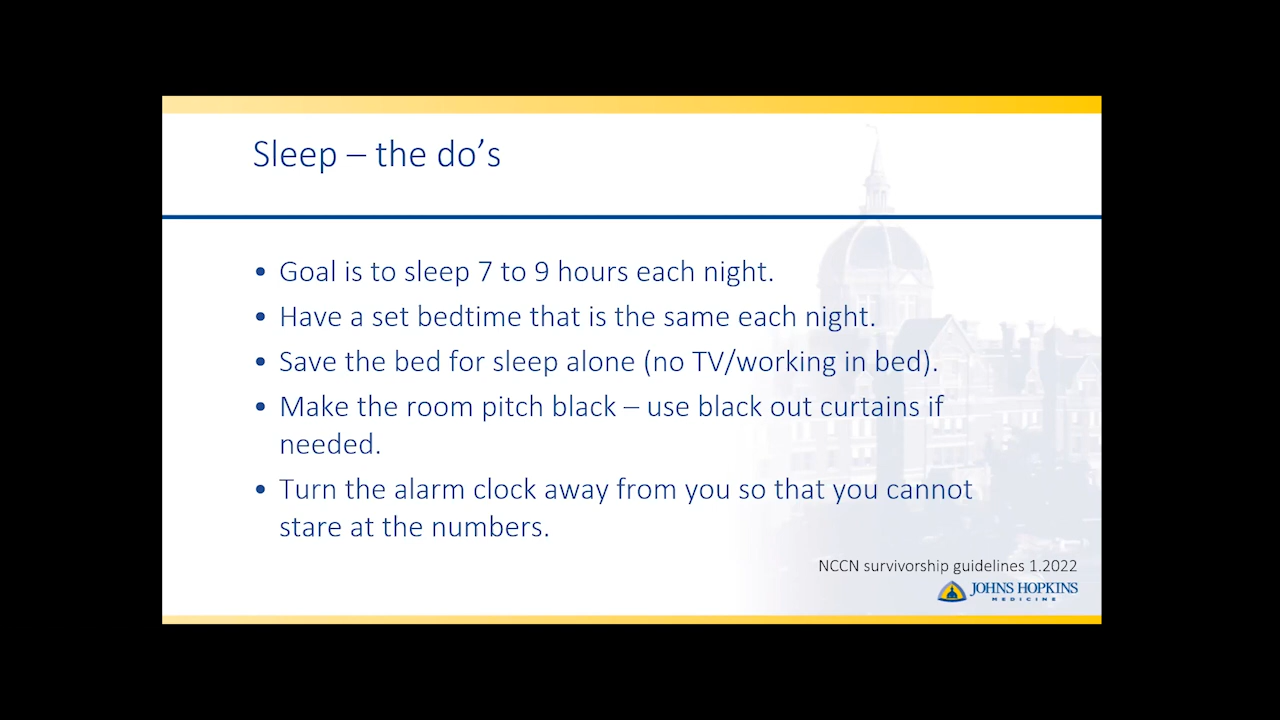 Sleep – the do’s
• Goal is to sleep 7 to 9 hours each night.
• Have a set bedtime that is the same each night.
• Save the bed for sleep alone (no TV/working in bed).
• Make the room pitch black – use black out curtains if
needed.
• Turn the alarm clock away from you so that you cannot
stare at the numbers.
NCCN survivorship guidelines 1.2022
JOHNS HOPKINS
MEDICINE